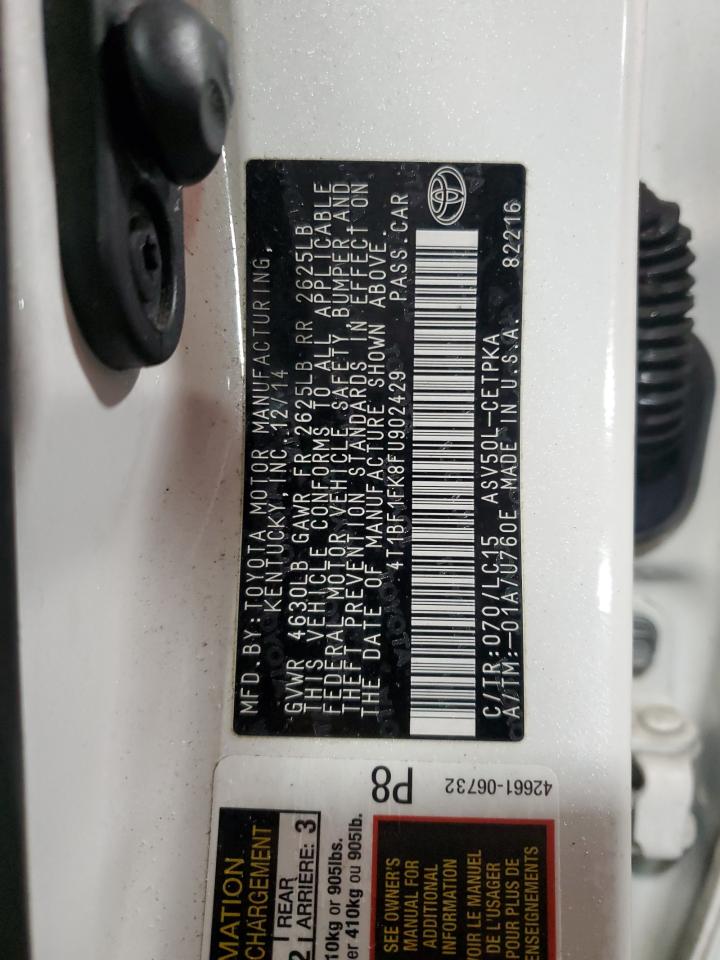 MFD.BY:TOYOTA MOTOR MANUFACTURING,
KENTUCKY,INC. 12/14
GVWR 4630LB GAWR FR 2625LB RR 2625LB
THIS VEHICLE CONFORMS TO ALL APPLICABLE
FEDERAL MOTOR VEHICLE SAFETY, BUMPER AND
THEFT PREVENTION STANDARDS IN EFFECT ON
THE DATE OF MANUFACTURE SHOWN ABOVE.
4T1BF1FK8FU902429 PASS.CAR
C/TR:070/LC15 ASV50L-CETPKA
A/TM:-01A/U760E MADE IN U.S.A. 82216
P8
42661-06732
MATION
CHARGEMENT
2 REAR
ARRIÈRE: 3
10kg or 905lbs.
er 410kg ou 905lb.
SEE OWNER'S
MANUAL FOR
ADDITIONAL
INFORMATION
VOIR LE MANUEL
DE L'USAGER
POUR PLUS DE
ENSEIGNEMENTS